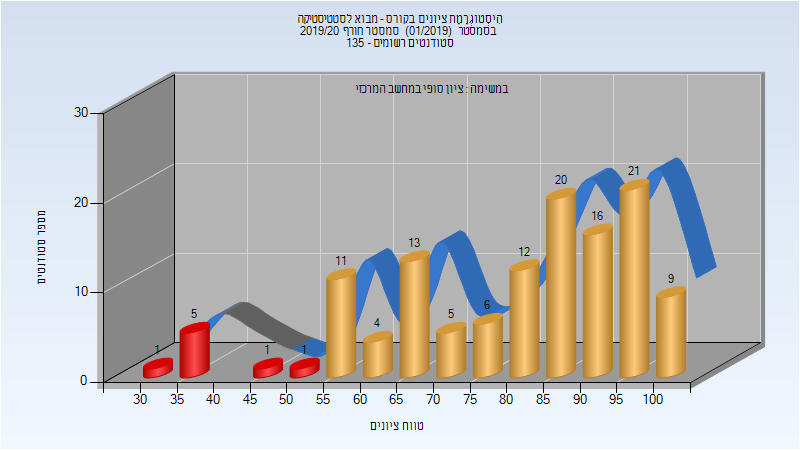 היסטוגרמת ציונים בקורס - מבוא לסטטיסטיקה
בסמסטר (01/2019) סמסטר חורף 2019/20
סטודנטים רשומים - 135
במשימה : ציון סופי במחשב המרכזי
30
20
10
0
מספר סטודנטים
1
5
1
1
11
4
13
5
6
12
20
16
21
9
30 35 40 45 50 55 60 65 70 75 80 85 90 95 100
טווח ציונים